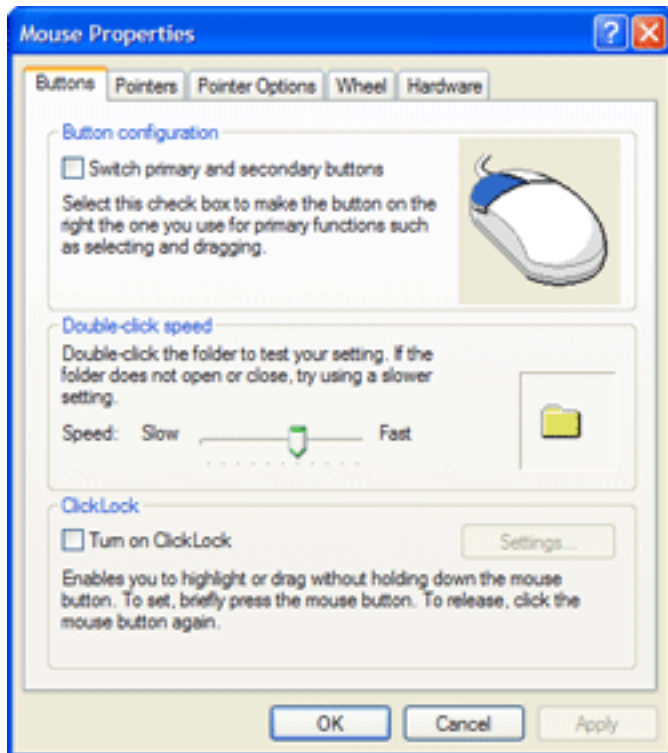 Mouse Properties
?
Buttons Pointers Pointer Options Wheel Hardware
Button configuration
Switch primary and secondary buttons
Select this check box to make the button on the
right the one you use for primary functions such
as selecting and dragging.
Double-click speed
Double-click the folder to test your setting. If the
folder does not open or close, try using a slower
setting.
Speed: Slow Fast
ClickLock
Turn on ClickLock Settings...
Enables you to highlight or drag without holding down the mouse
button. To set, briefly press the mouse button. To release, click the
mouse button again.
OK Cancel Apply